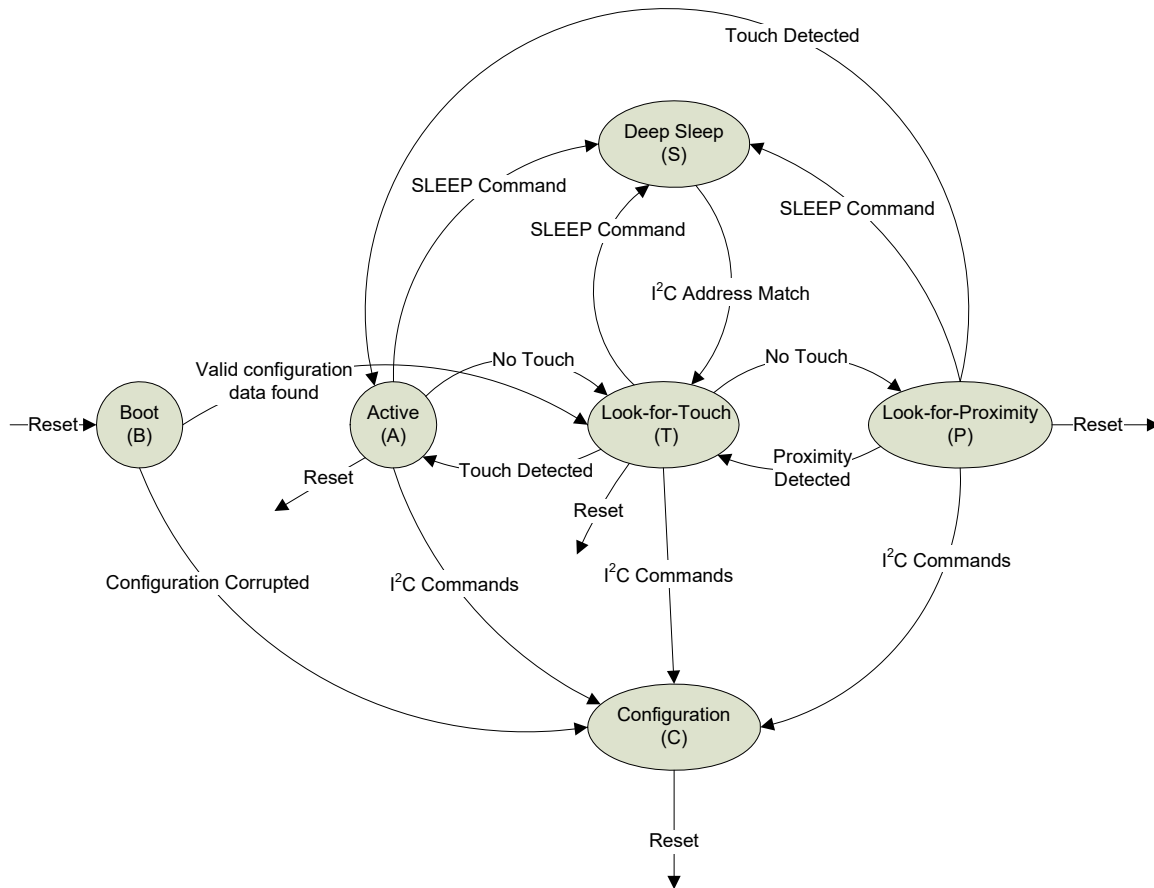 Touch Detected
Deep Sleep
(S)
SLEEP Command
SLEEP Command
SLEEP Command
I²C Address Match
Valid configuration
data found
No Touch
No Touch
Reset
Boot
(B)
Active
(A)
Look-for-Touch
(T)
Look-for-Proximity
(P)
Reset
Reset
Touch Detected
Proximity
Detected
Reset
Configuration Corrupted
I²C Commands
I²C Commands
I²C Commands
Configuration
(C)
Reset